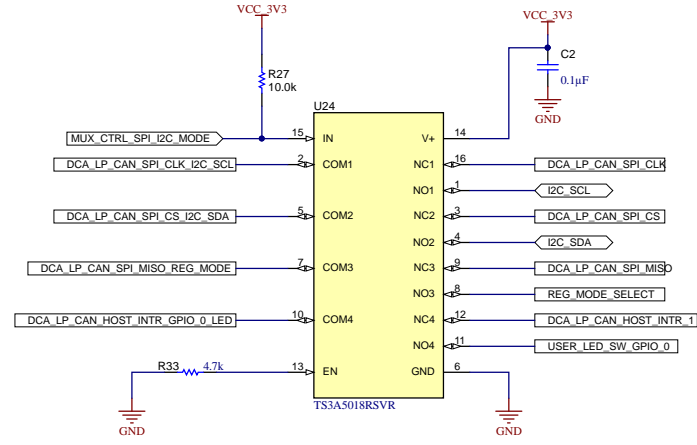 VCC_3V3
VCC_3V3
R27
10.0k
C2
0.1µF
GND
U24
MUX_CTRL_SPI_I2C_MODE
15
IN
V+
14
DCA_LP_CAN_SPI_CLK_I2C_SCL
2
COM1
NC1
16
DCA_LP_CAN_SPI_CLK
NO1
1
I2C_SCL
DCA_LP_CAN_SPI_CS_I2C_SDA
5
COM2
NC2
3
DCA_LP_CAN_SPI_CS
NO2
4
I2C_SDA
DCA_LP_CAN_SPI_MISO_REG_MODE
7
COM3
NC3
9
DCA_LP_CAN_SPI_MISO
NO3
8
REG_MODE_SELECT
DCA_LP_CAN_HOST_INTR_GPIO_0_LED
10
COM4
NC4
12
DCA_LP_CAN_HOST_INTR_1
NO4
11
USER_LED_SW_GPIO_0
R33
4.7k
13
EN
GND
6
TS3A5018RSVR
GND
GND